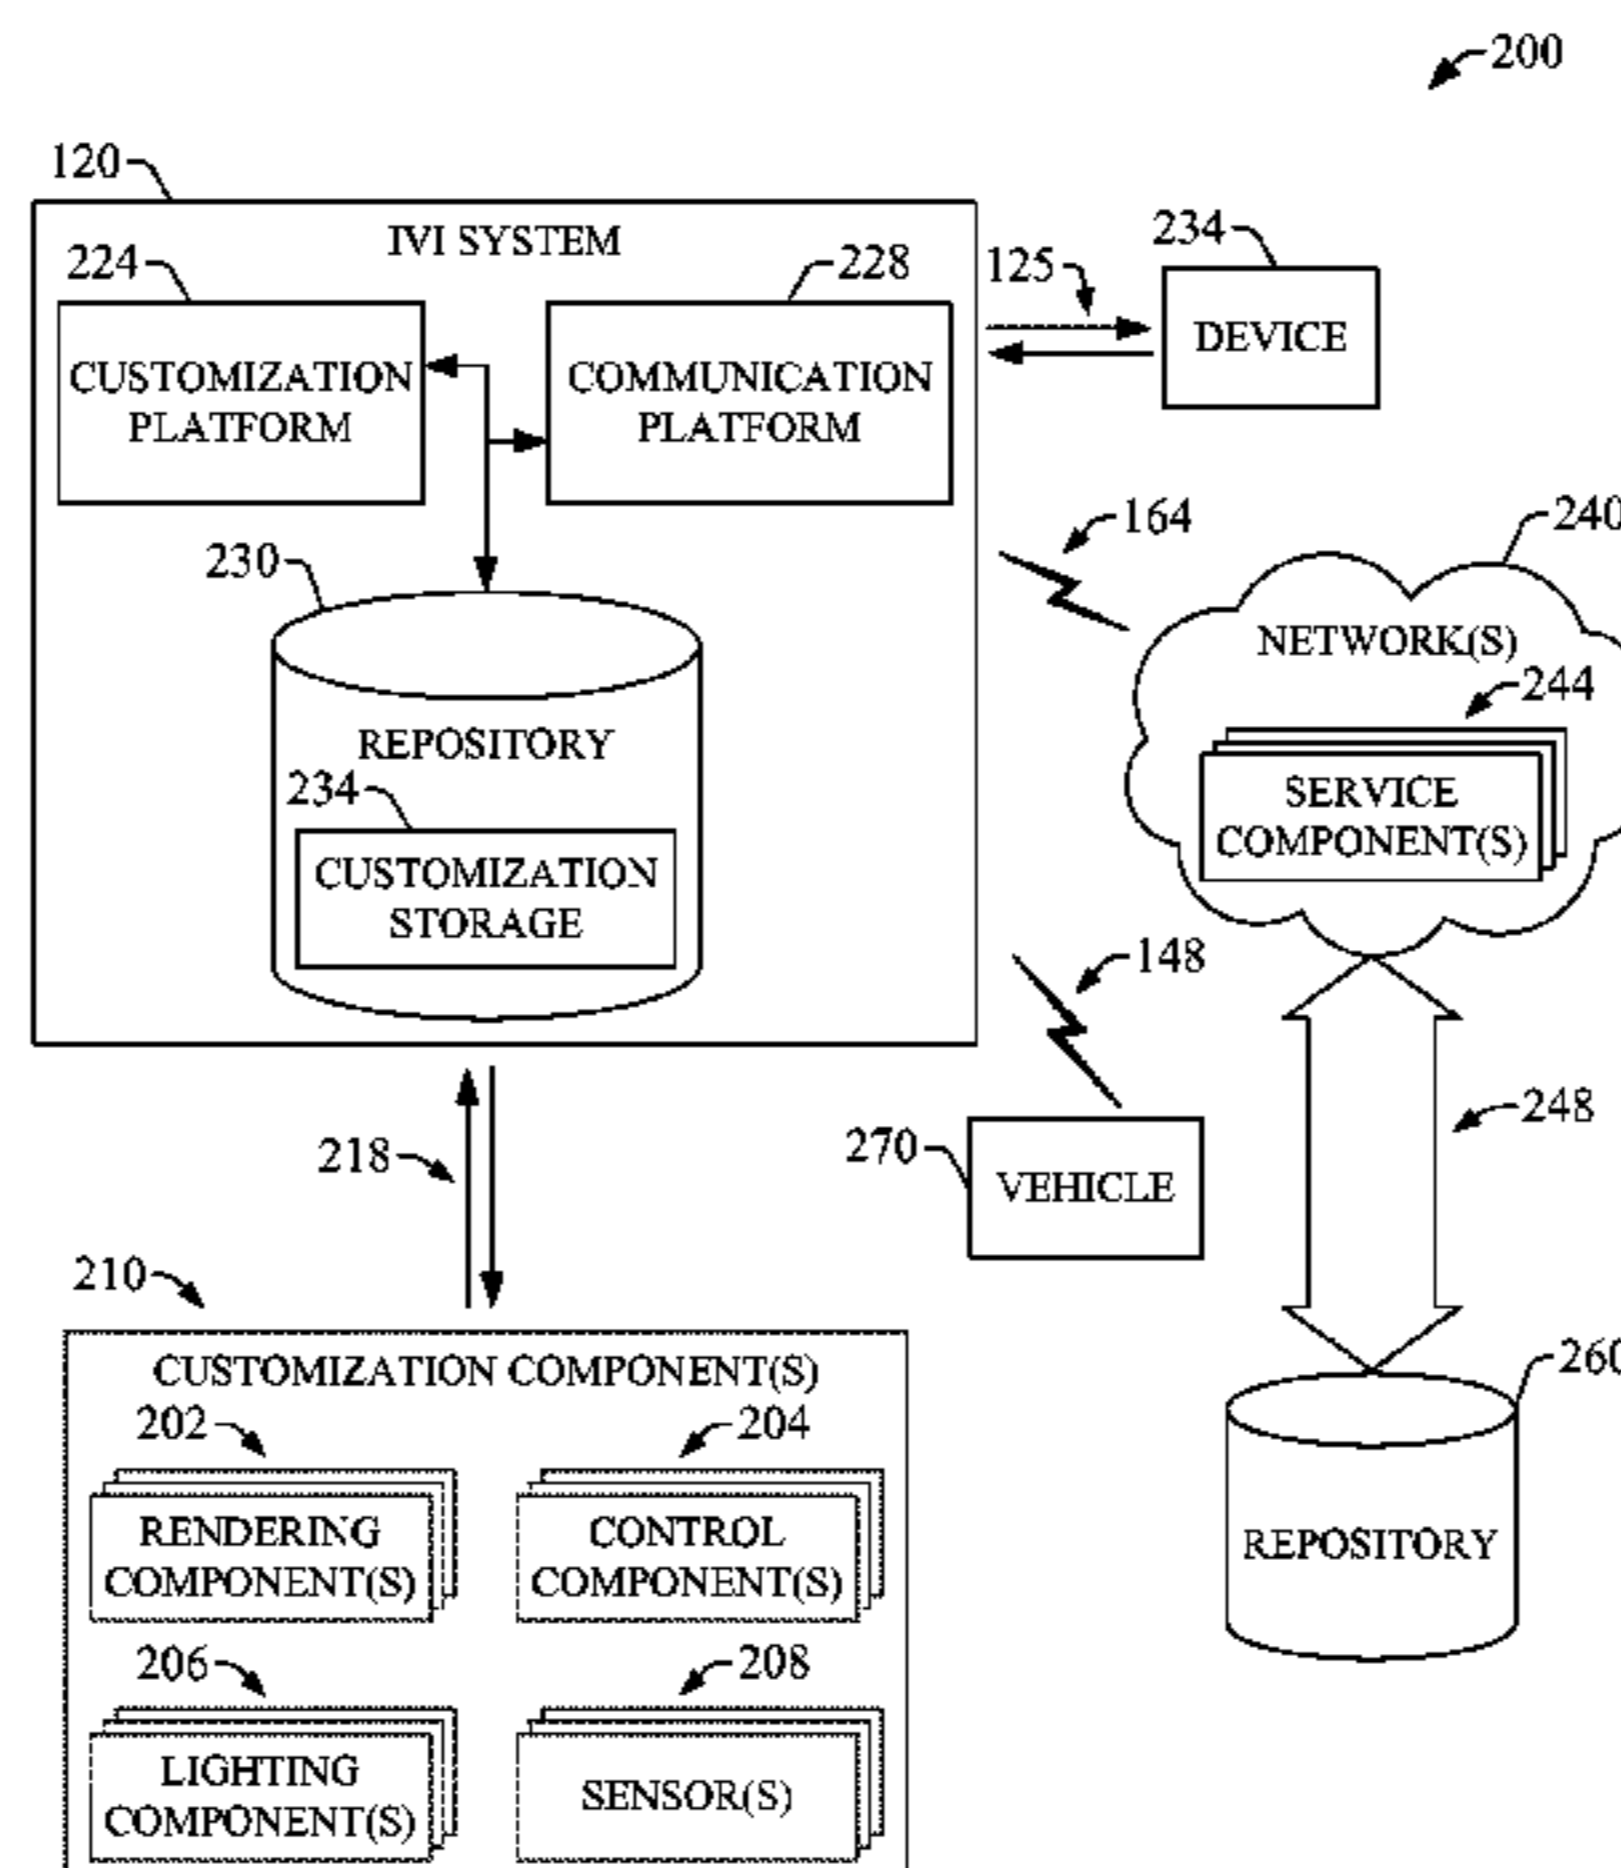 200
120
IVI SYSTEM
224
228
125
234
CUSTOMIZATION
PLATFORM
COMMUNICATION
PLATFORM
DEVICE
230
164
240
NETWORK(S)
244
REPOSITORY
234
SERVICE
COMPONENT(S)
CUSTOMIZATION
STORAGE
148
218
270
VEHICLE
248
210
CUSTOMIZATION COMPONENT(S)
260
202
204
RENDERING
COMPONENT(S)
CONTROL
COMPONENT(S)
REPOSITORY
206
208
LIGHTING
COMPONENT(S)
SENSOR(S)